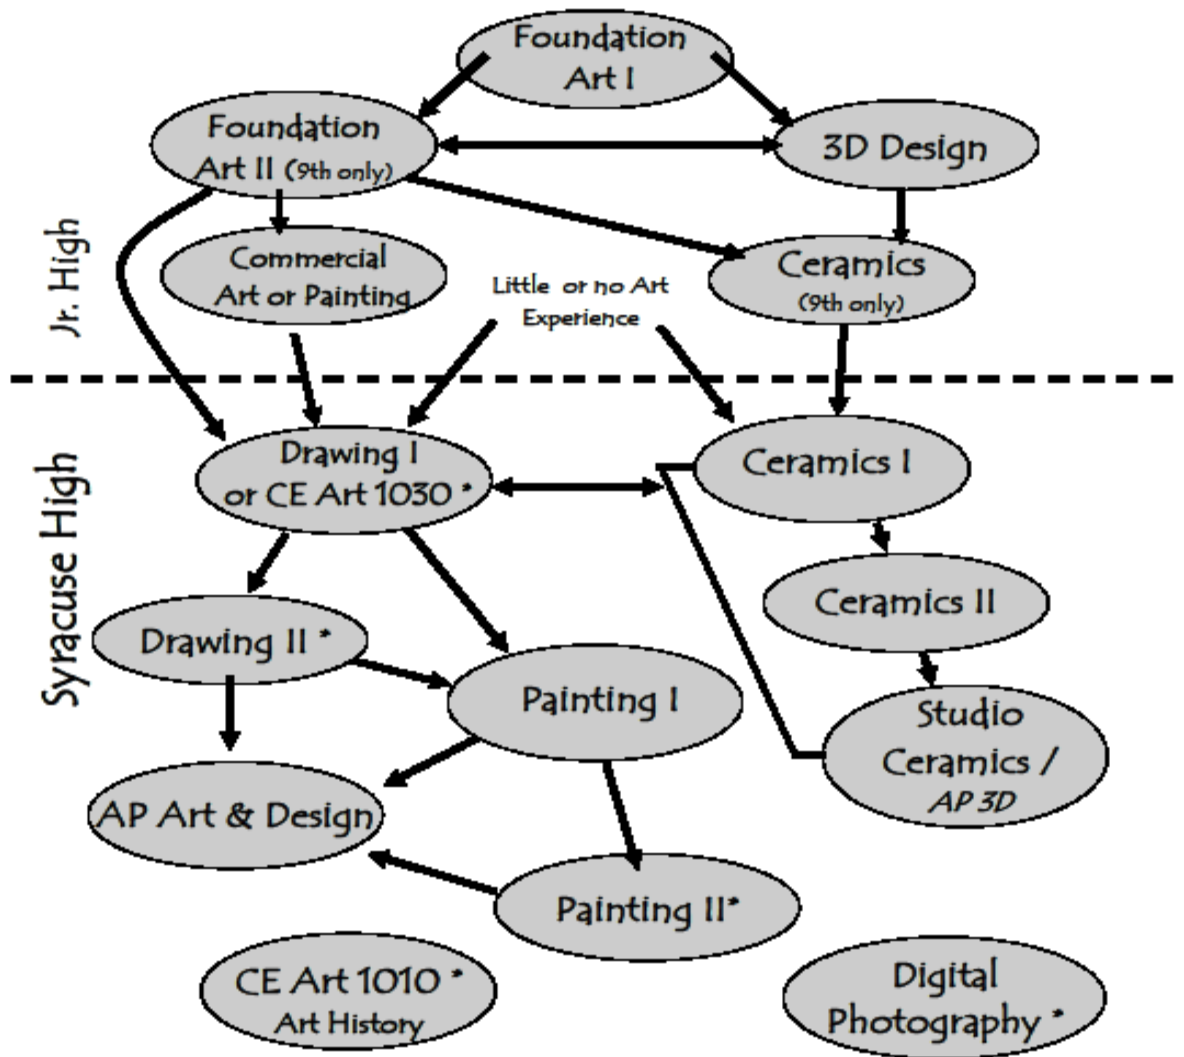 Foundation
Art I
Foundation
Art II (9th only)
3D Design
Jr. High
Commercial
Art or Painting
Little or no Art
Experience
Ceramics
(9th only)
Syracuse High
Drawing I
or CE Art 1030 *
Ceramics I
Ceramics II
Drawing II *
Painting I
Studio
Ceramics /
AP 3D
AP Art & Design
Painting II*
CE Art 1010 *
Art History
Digital
Photography *